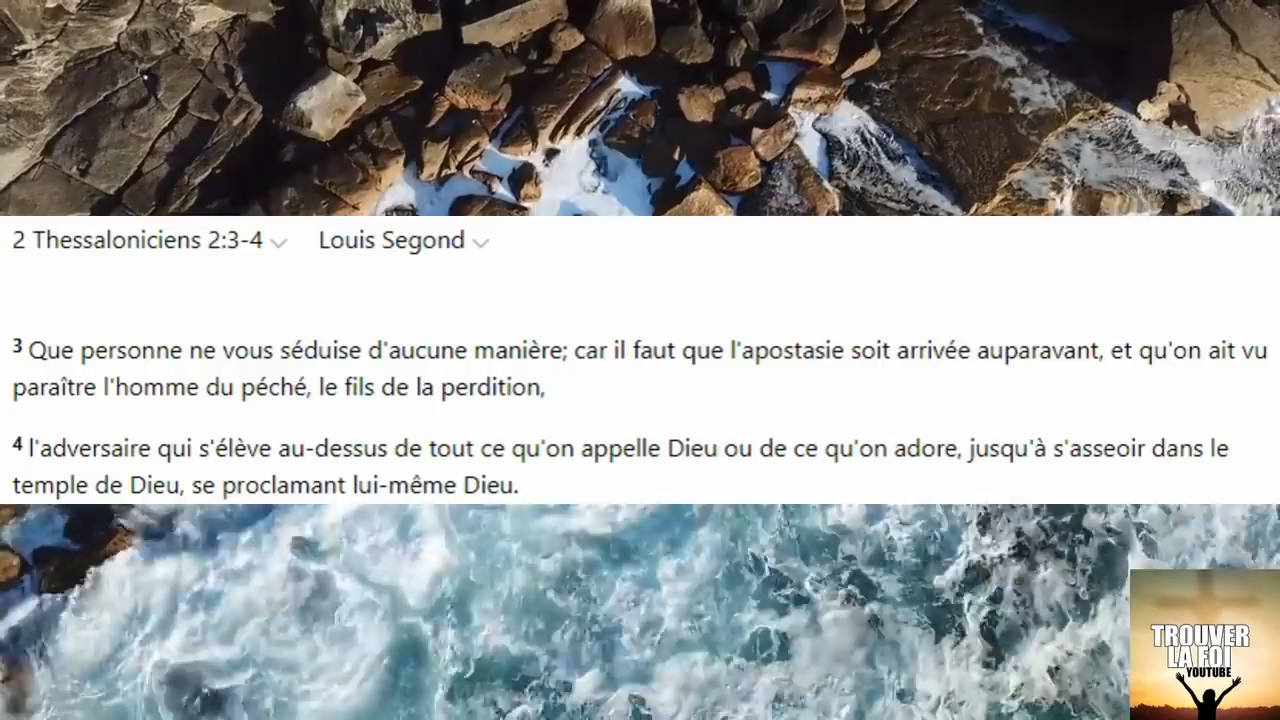 2 Thessaloniciens 2:3-4 Louis Segond
3 Que personne ne vous séduise d'aucune manière; car il faut que l'apostasie soit arrivée auparavant, et qu'on ait vu
paraître l'homme du péché, le fils de la perdition,
4 l'adversaire qui s'élève au-dessus de tout ce qu'on appelle Dieu ou de ce qu'on adore, jusqu'à s'asseoir dans le
temple de Dieu, se proclamant lui-même Dieu.
TROUVER
LA FOI
YOUTUBE